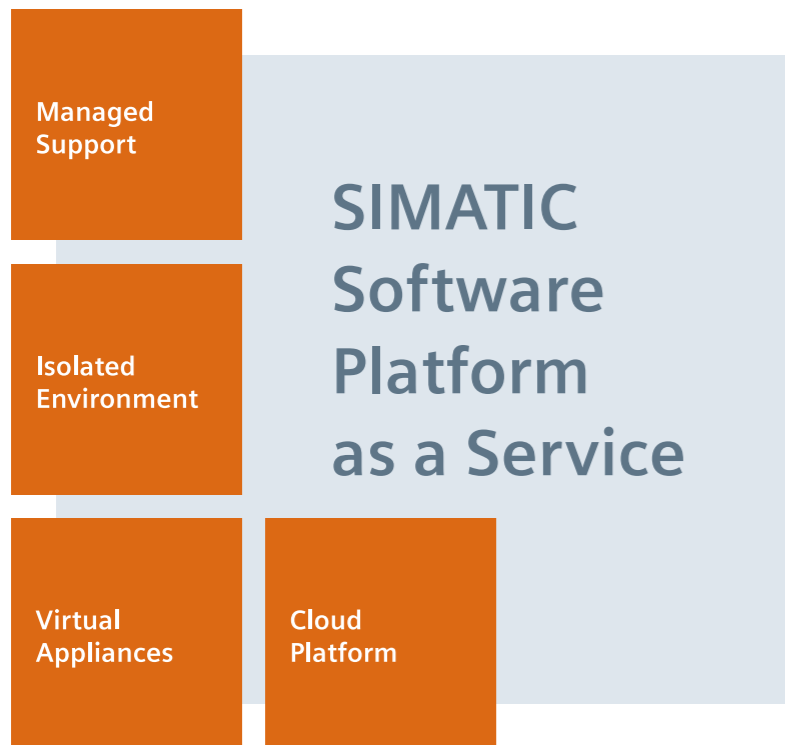 Managed
Support
SIMATIC
Software
Platform
as a Service
Isolated
Environment
Virtual
Appliances
Cloud
Platform